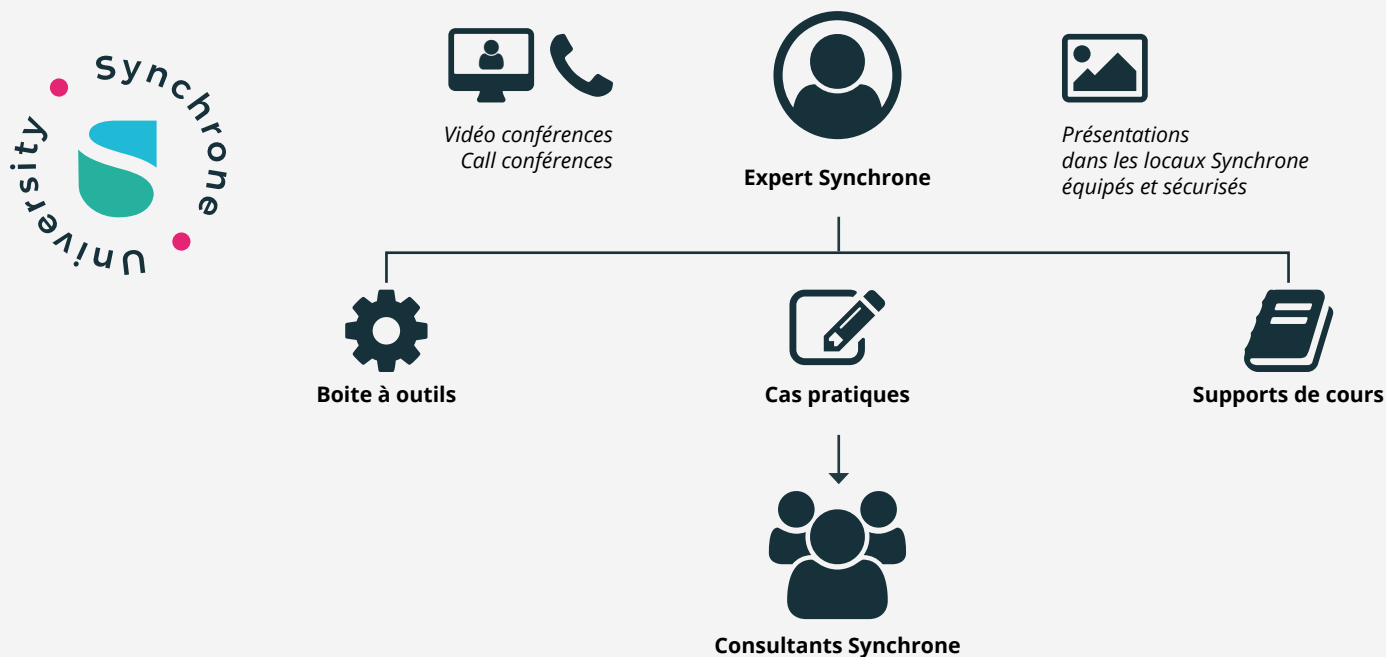 Synchrone
University
Vidéo conférences
Call conférences
Expert Synchrone
Présentations
dans les locaux Synchrone
équipés et sécurisés
Boite à outils
Cas pratiques
Supports de cours
Consultants Synchrone